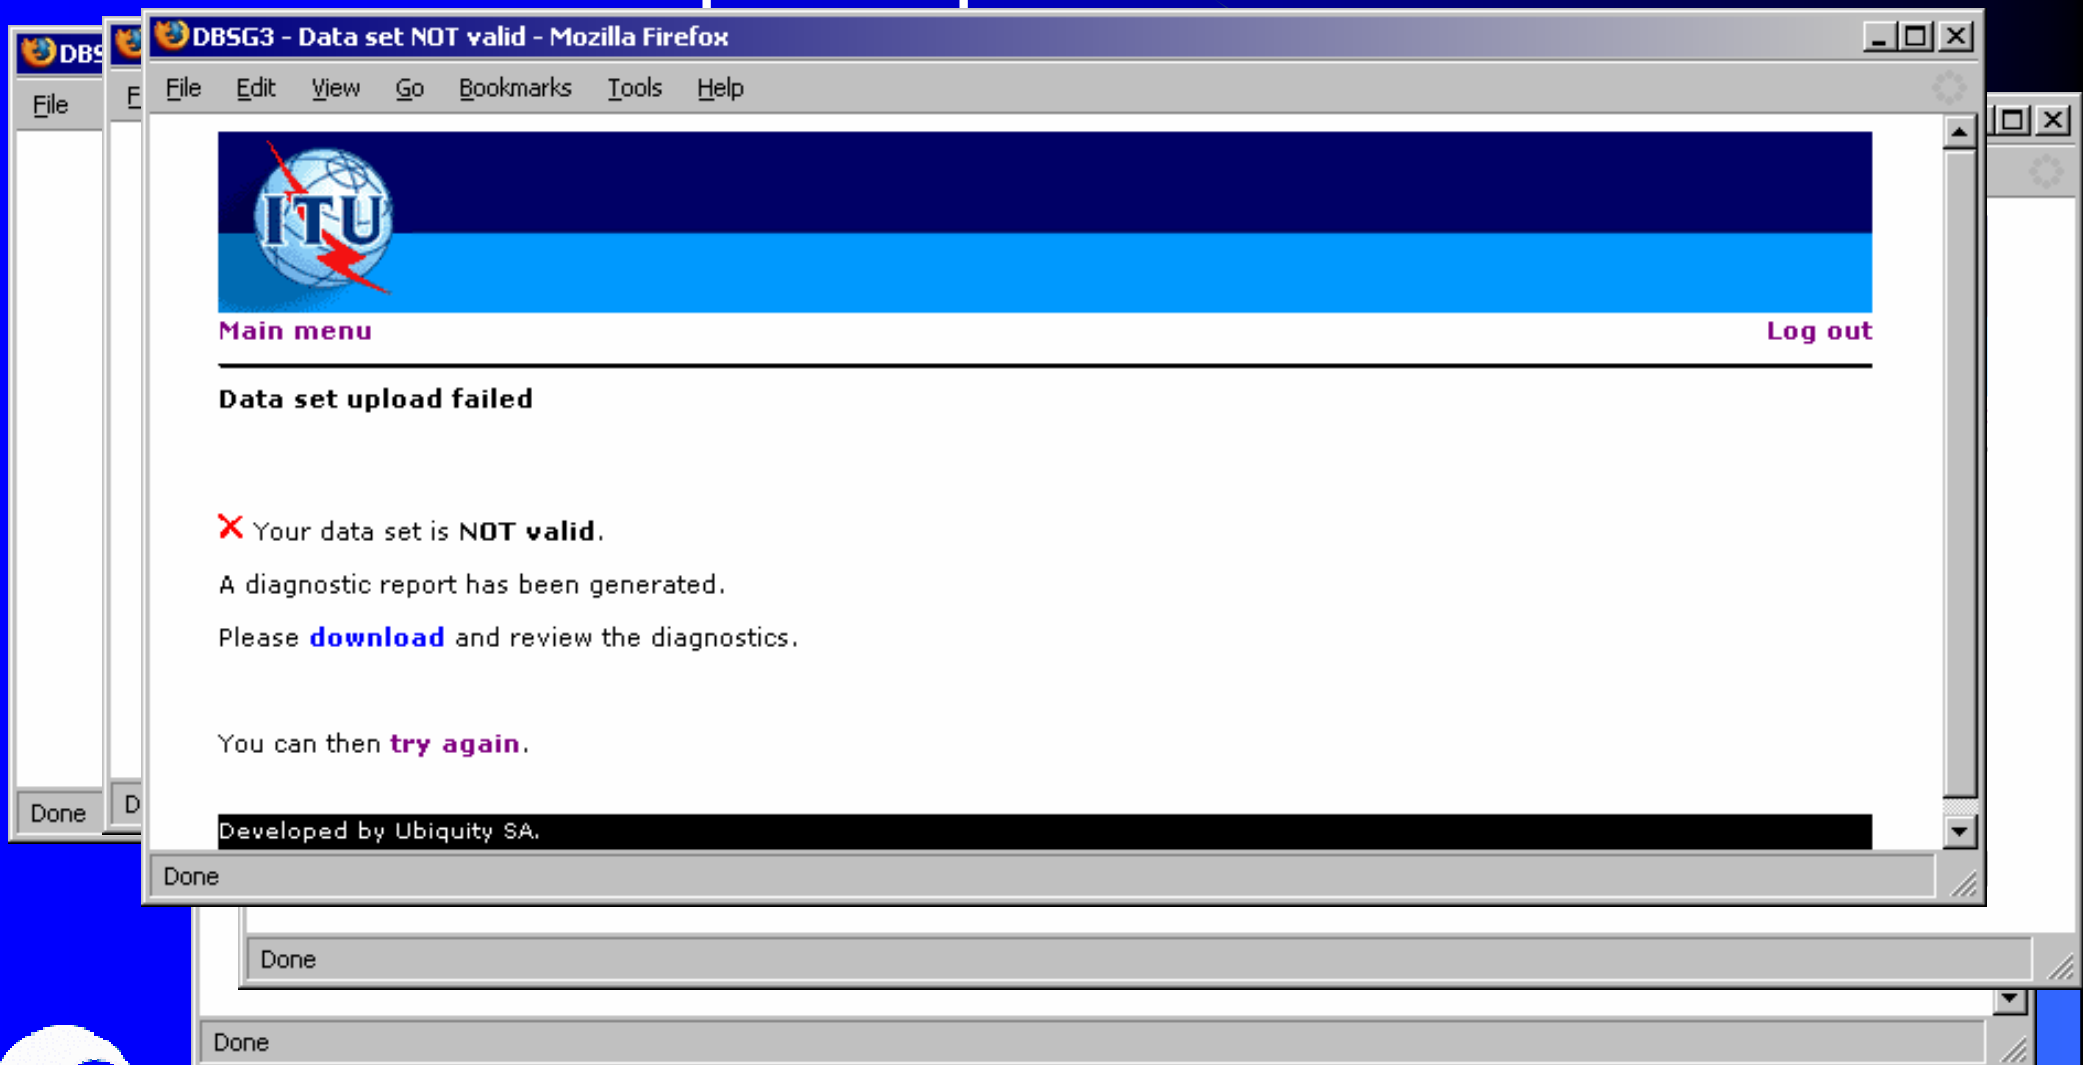 DBSG3 - Data set NOT valid - Mozilla Firefox
DBS
File Edit View Go Bookmarks Tools Help
File
F
ITU
Main menu
Log out
Data set upload failed
Your data set is NOT valid.
A diagnostic report has been generated.
Please download and review the diagnostics.
You can then try again.
Developed by Ubiquity SA.
Done
D
Done
Done
Done